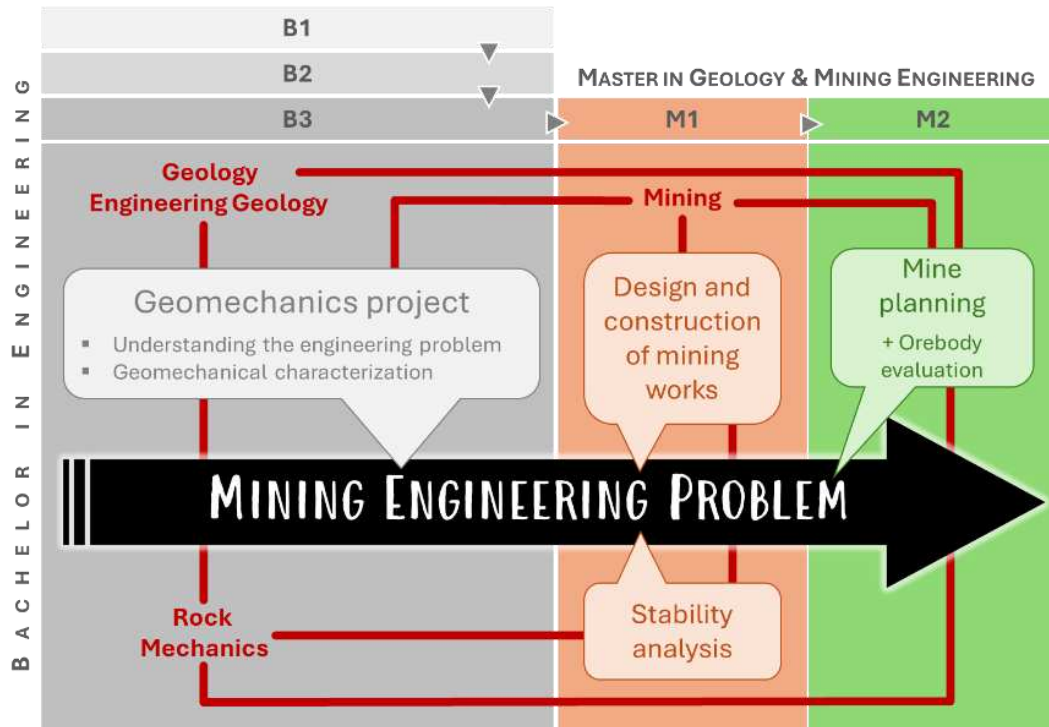 B1
B2
MASTER IN GEOLOGY & MINING ENGINEERING
B3
M1
M2
BACHELOR IN ENGINEERING
Geology
Engineering Geology
Mining
Geomechanics project
▪ Understanding the engineering problem
▪ Geomechanical characterization
Design and
construction
of mining
works
Mine
planning
+ Orebody
evaluation
MINING ENGINEERING PROBLEM
Rock
Mechanics
Stability
analysis